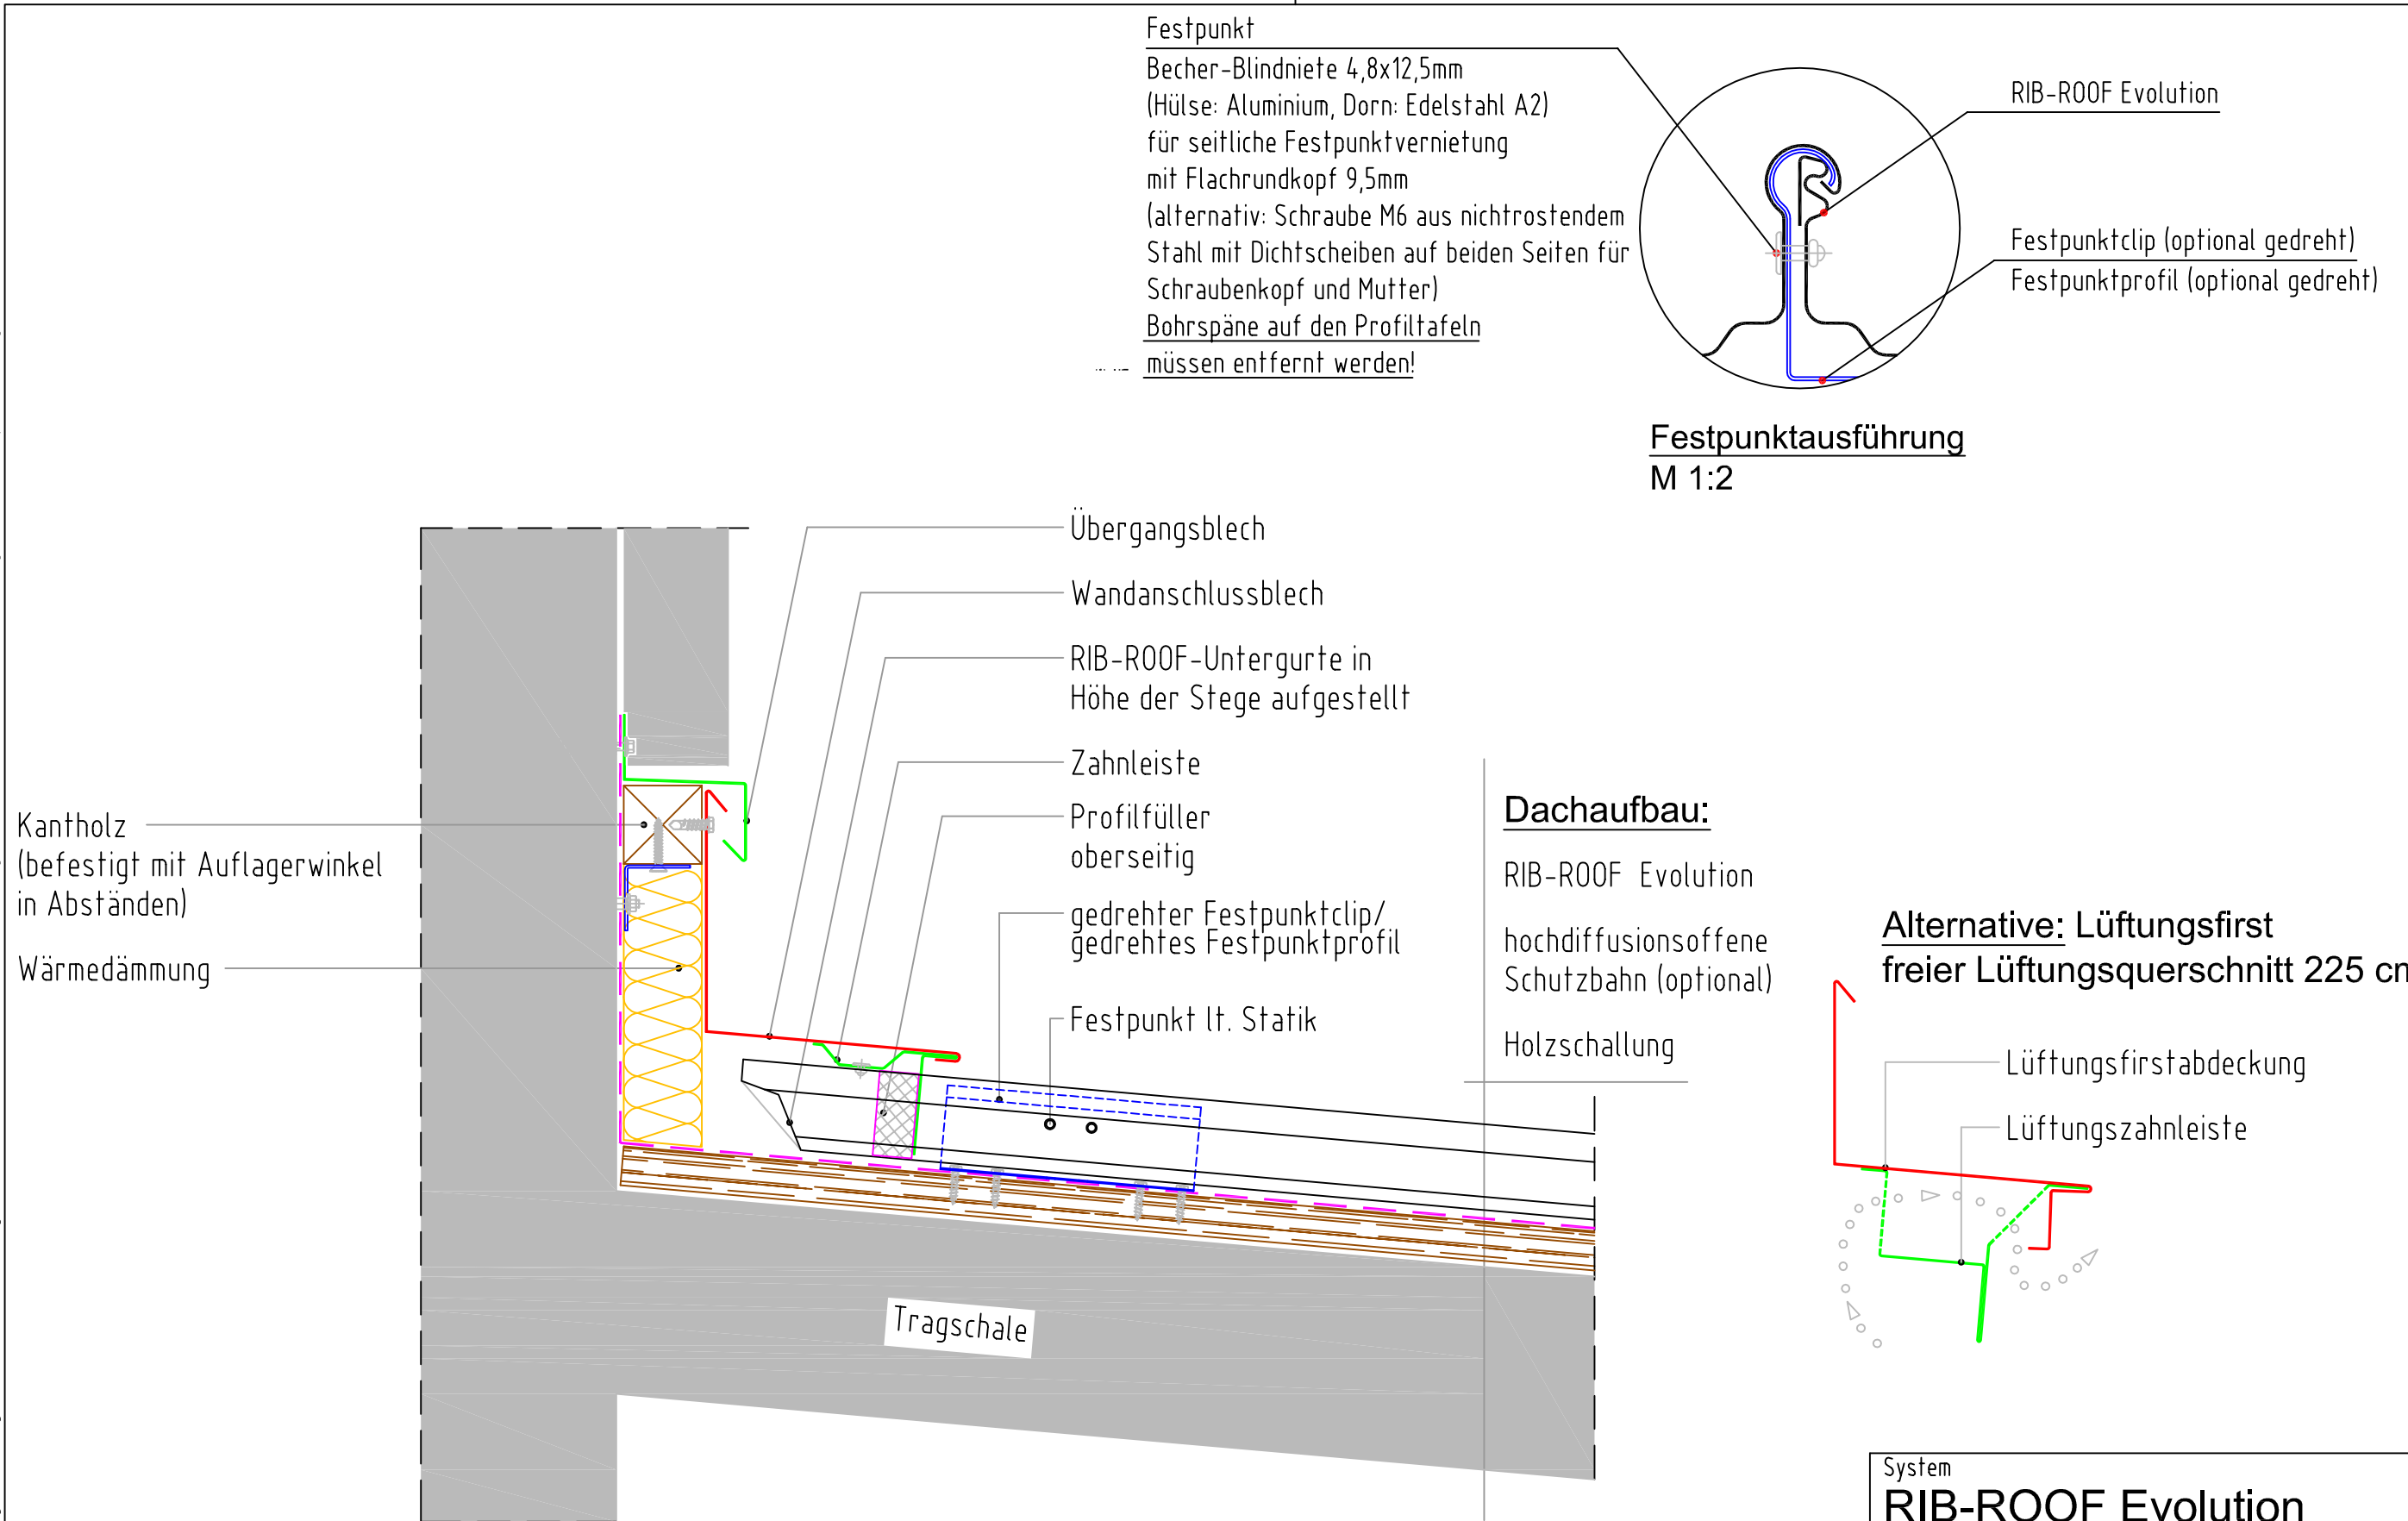 Festpunkt
Becher-Blindniete 4,8x12,5mm
(Hülse: Aluminium, Dorn: Edelstahl A2)
für seitliche Festpunktvernietung
mit Flachrundkopf 9,5mm
(alternativ: Schraube M6 aus nichtrostendem
Stahl mit Dichtscheiben auf beiden Seiten für
Schraubenkopf und Mutter)
Bohrspäne auf den Profiltafeln
müssen entfernt werden!
RIB-ROOF Evolution
Festpunktclip (optional gedreht)
Festpunktprofil (optional gedreht)
Festpunktausführung
M 1:2
Übergangsblech
Wandanschlussblech
RIB-ROOF-Untergurte in
Höhe der Stege aufgestellt
Zahnleiste
Profilfüller
oberseitig
gedrehter Festpunktclip/
gedrehtes Festpunktprofil
Festpunkt lt. Statik
Kantholz
(befestigt mit Auflagerwinkel
in Abständen)
Wärmedämmung
Dachaufbau:
RIB-ROOF Evolution
hochdiffusionsoffene
Schutzbahn (optional)
Holzschallung
Alternative: Lüftungsfirst
freier Lüftungsquerschnitt 225
Lüftungsfirstabdeckung
Lüftungszahnleiste
Tragschale
System
RIB-ROOF Evolution